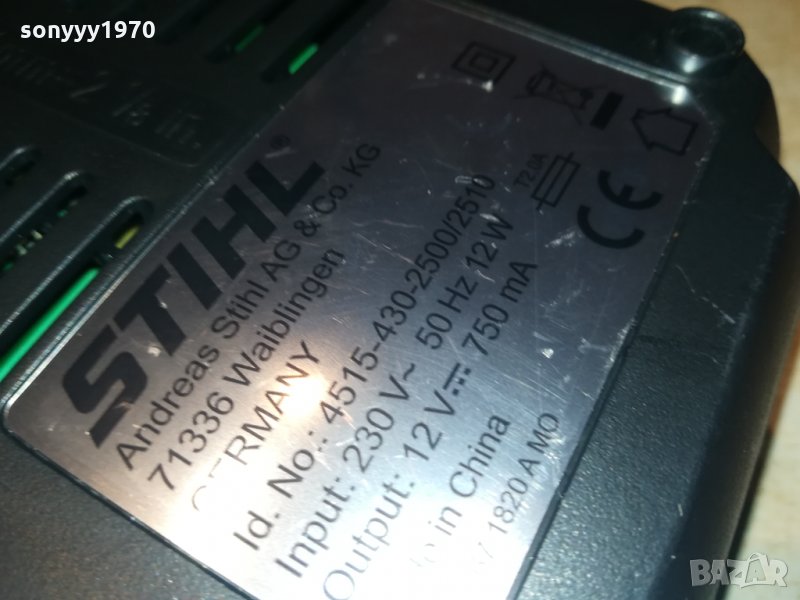 sonyyy1970
STIHL®
Andreas Stihl AG & Co. KG
71336 Waiblingen
GERMANY
Id. No.: 4515-430-2500/2510
Input: 230 V~ 50 Hz 12 W
Output: 12 V 750 mA
in China
1820 A MO
T2.0A
CE
BAZAR